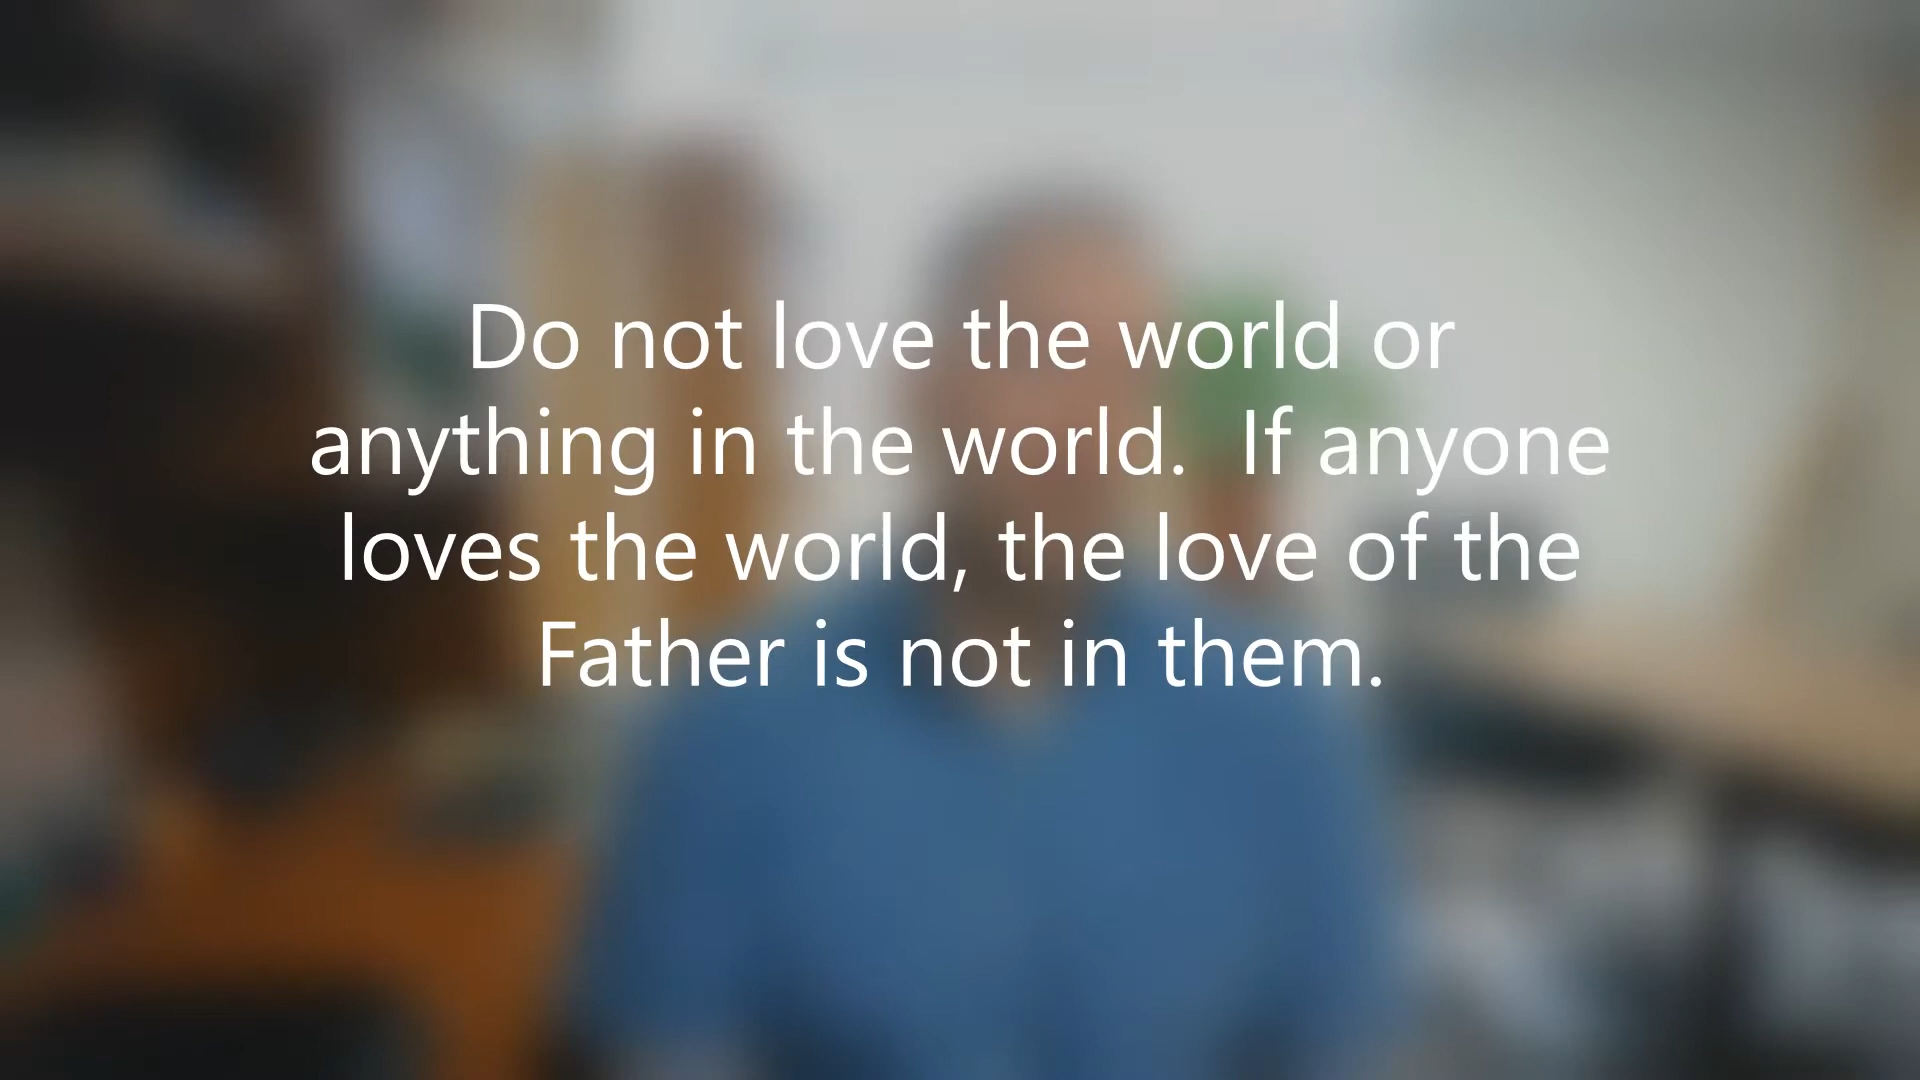 Do not love the world or
anything in the world.  If anyone
loves the world, the love of the
Father is not in them.